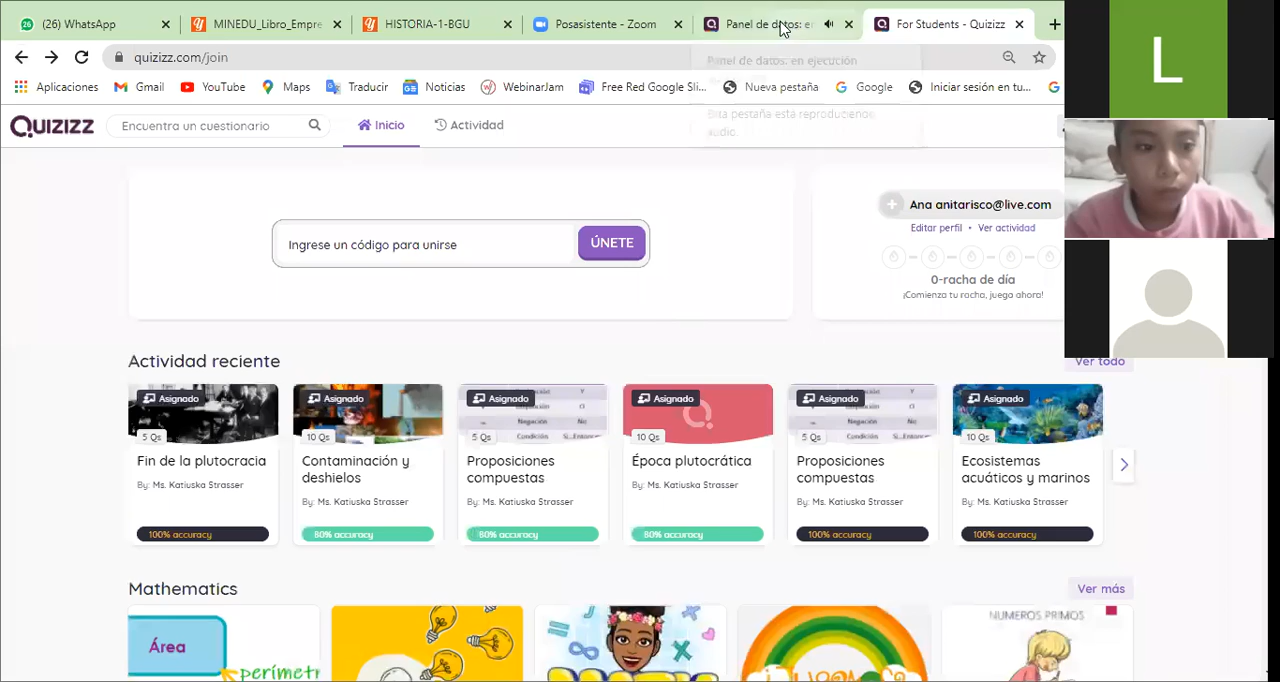 (26) WhatsApp
MINEDU_Libro_Empre
HISTORIA-1-BGU
Posasistente - Zoom
Panel de datos: e
For Students - Quizizz
quizizz.com/join
Panel de datos: en ejecución
Aplicaciones
Gmail
YouTube
Maps
Traducir
Noticias
WebinarJam
Free Red Google Sli...
Nueva pestaña
Google
Iniciar sesión en tu...
Esta pestaña está reproduciendo
audio.
QUIZIZZ
Encuentra un cuestionario
Inicio
Actividad
L
Ingrese un código para unirse
ÚNETE
Ana anitarisco@live.com
Editar perfil • Ver actividad
0-racha de día
¡Comienza tu racha, juega ahora!
Actividad reciente
Ver todo
Asignado
5 Qs
Fin de la plutocracia
By: Ms. Katiuska Strasser
100% accuracy
Asignado
10 Qs
Contaminación y
deshielos
By: Ms. Katiuska Strasser
80% accuracy
Asignado
Negación
No
Condición
5 Qs
Proposiciones
compuestas
By: Ms. Katiuska Strasser
80% accuracy
Asignado
10 Qs
Época plutocrática
By: Ms. Katiuska Strasser
80% accuracy
Asignado
Negación
No
Condición
5 Qs
Proposiciones
compuestas
By: Ms. Katiuska Strasser
100% accuracy
Asignado
10 Qs
Ecosistemas
acuáticos y marinos
By: Ms. Katiuska Strasser
100% accuracy
Mathematics
Ver más
Área
perímetr
NUMEROS PRIMOS